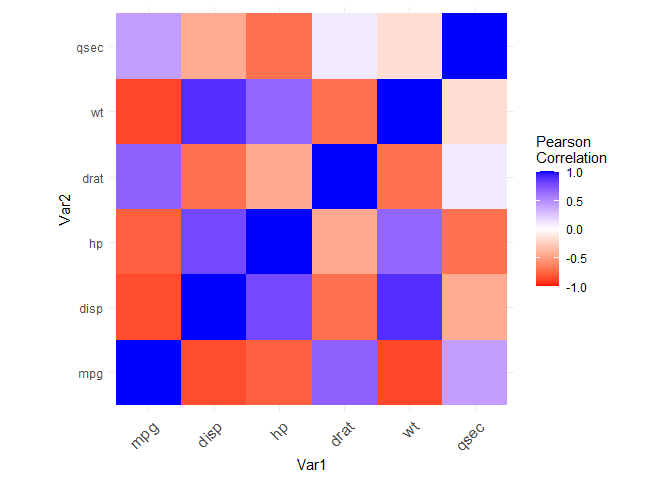 qsec
wt
drat
hp
disp
mpg
Var2
mpg
disp
hp
drat
wt
qsec
Var1
Pearson
Correlation
1.0
0.5
0.0
-0.5
-1.0